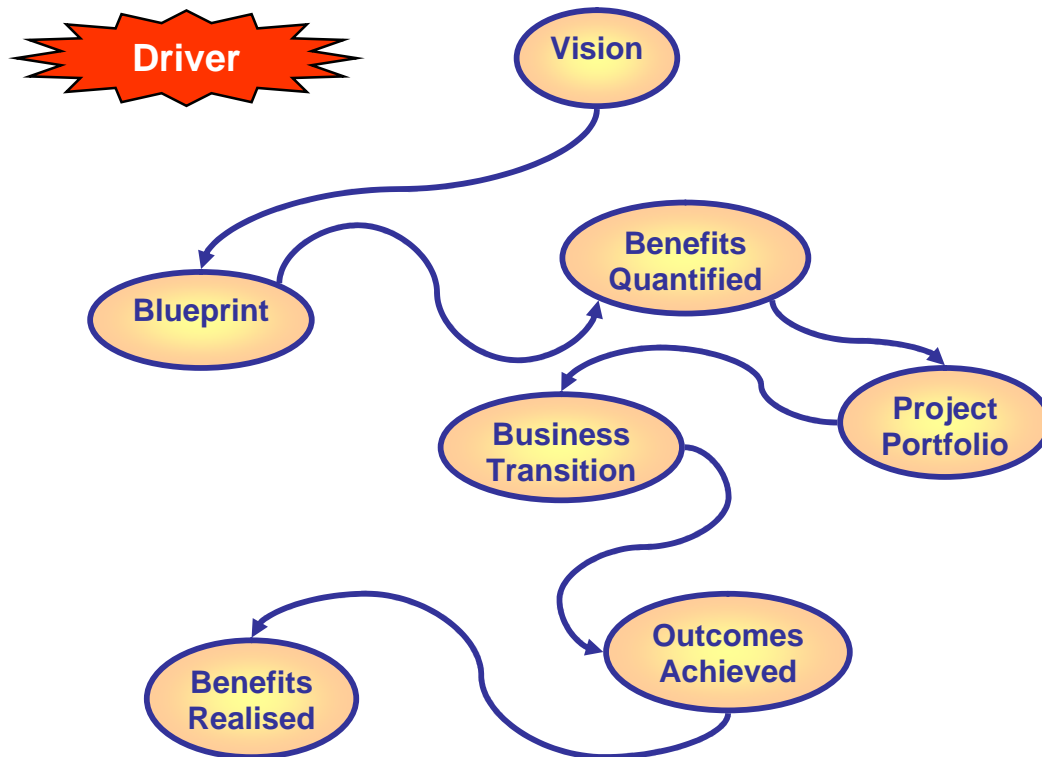 Driver
Vision
Blueprint
Benefits
Quantified
Project
Portfolio
Business
Transition
Outcomes
Achieved
Benefits
Realised